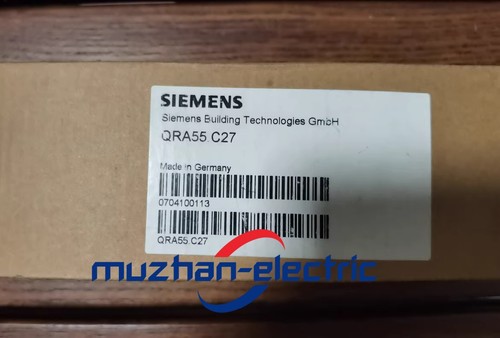 SIEMENS
Siemens Building Technologies GmbH
QRA55.C27
Made in Germany
0704100113
QRA55.C27
muzhan-electric